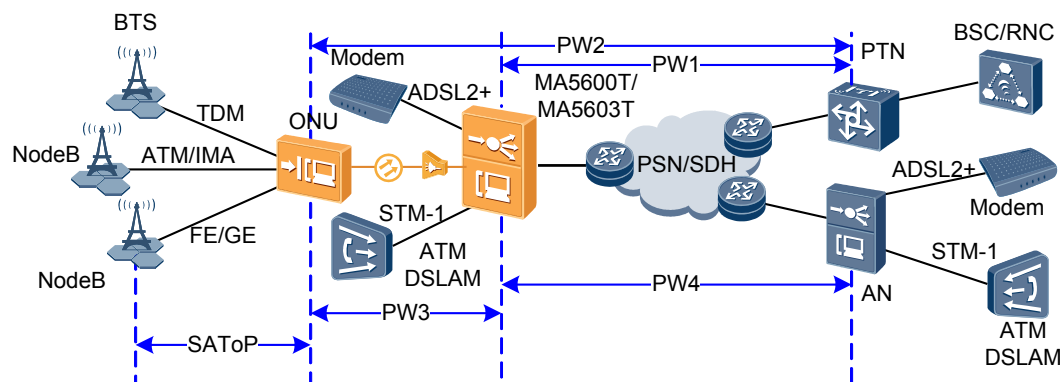 BTS
PW2
PTN
BSC/RNC
Modem
PW1
ADSL2+
MA5600T/
MA5603T
TDM
ONU
NodeB
ATM/IMA
PSN/SDH
ADSL2+
Modem
FE/GE
STM-1
NodeB
ATM
DSLAM
STM-1
PW4
AN
PW3
SAToP
ATM
DSLAM